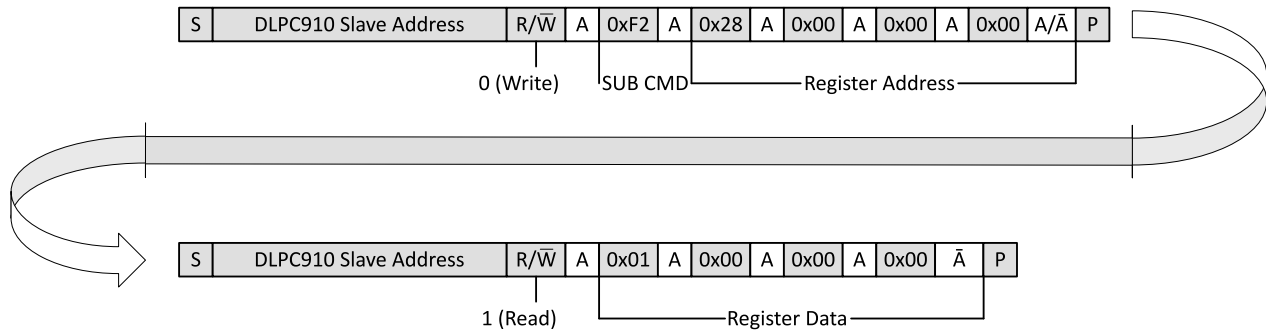 S DLPC910 Slave Address R/W̅ A 0xF2 A 0x28 A 0x00 A 0x00 A 0x00 A/Ā P
0 (Write) SUB CMD Register Address
S DLPC910 Slave Address R/W̅ A 0x01 A 0x00 A 0x00 A 0x00 Ā P
1 (Read) Register Data